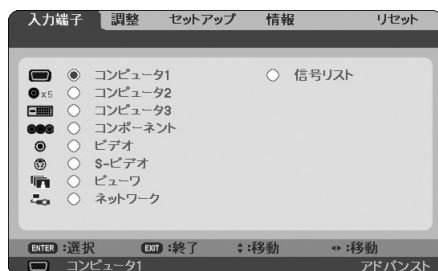 入力端子 調整 セットアップ 情報 リセット
コンピュータ1 信号リスト
×5 コンピュータ2
コンピュータ3
コンポーネント
ビデオ
S-ビデオ
ビューワ
ネットワーク
ENTER :選択 EXIT :終了 :移動 :移動
コンピュータ1 アドバンスト